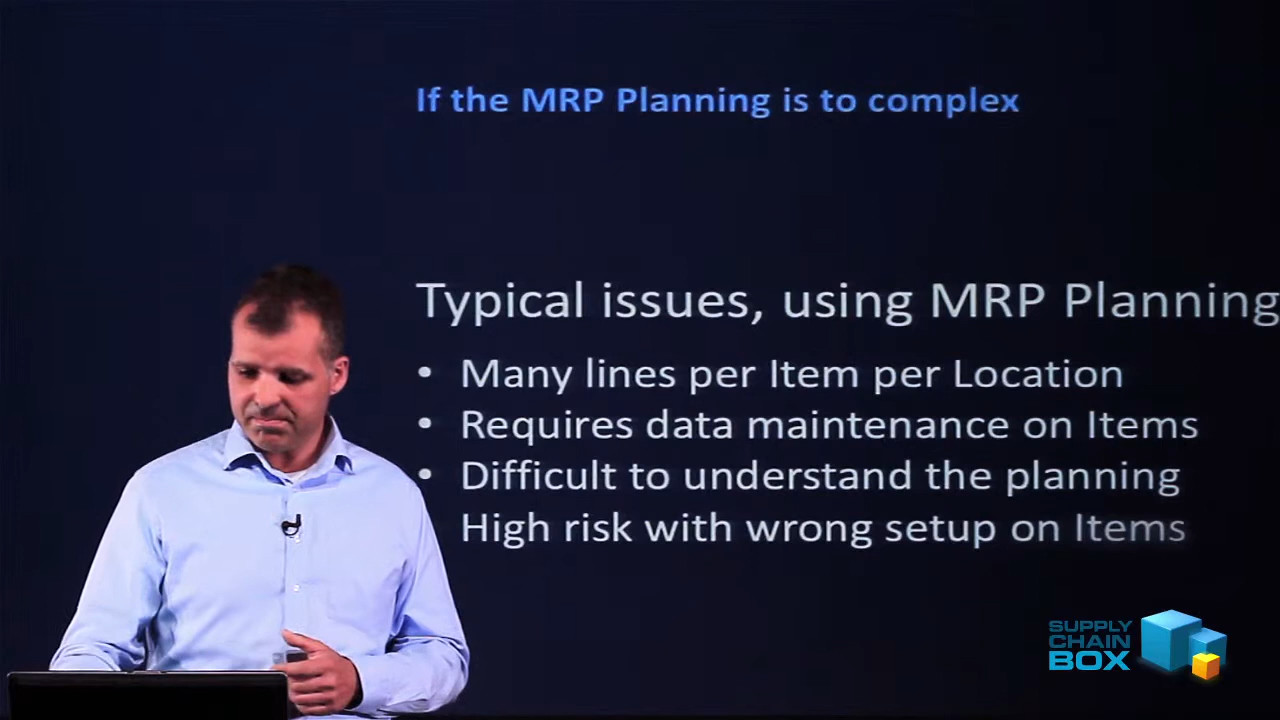 If the MRP Planning is to complex
Typical issues, using MRP Planning
• Many lines per Item per Location
• Requires data maintenance on Items
• Difficult to understand the planning
High risk with wrong setup on Items
SUPPLY
CHAIN
BOX